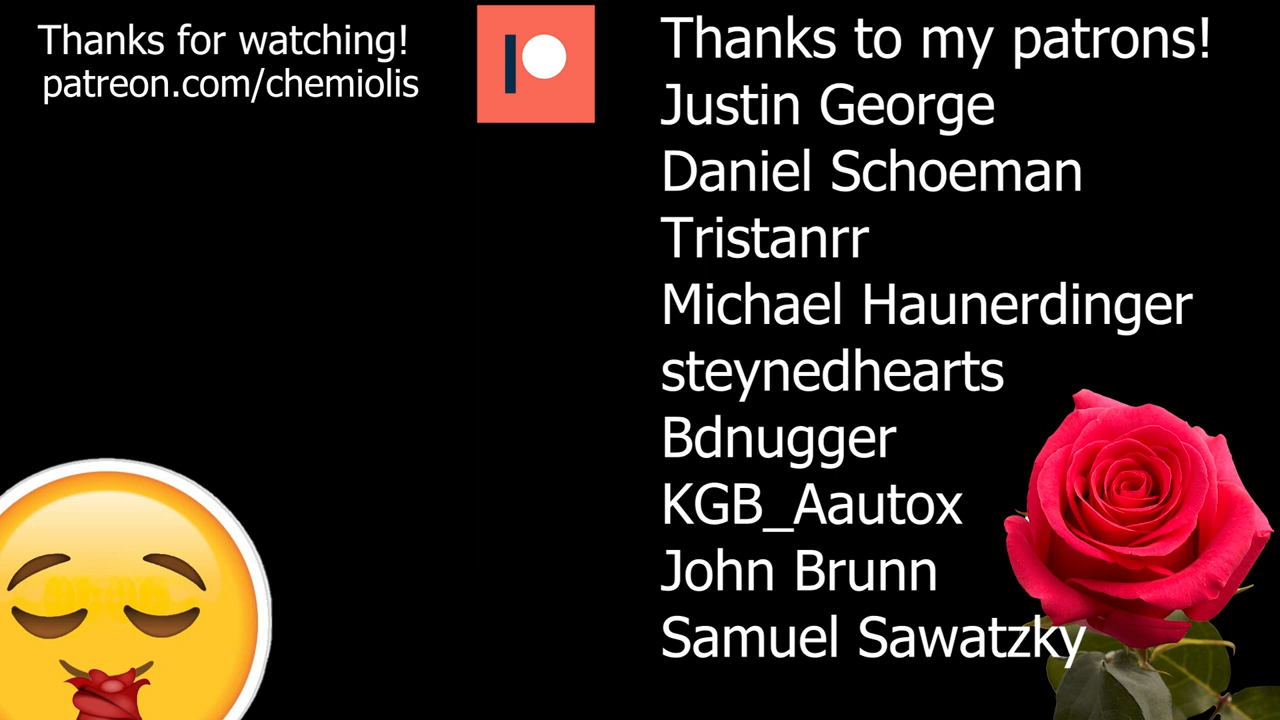 Thanks for watching!
patreon.com/chemiolis
Thanks to my patrons!
Justin George
Daniel Schoeman
Tristanrr
Michael Haunerdinger
steynedhearts
Bdnugger
KGB_Aautox
John Brunn
Samuel Sawatzky